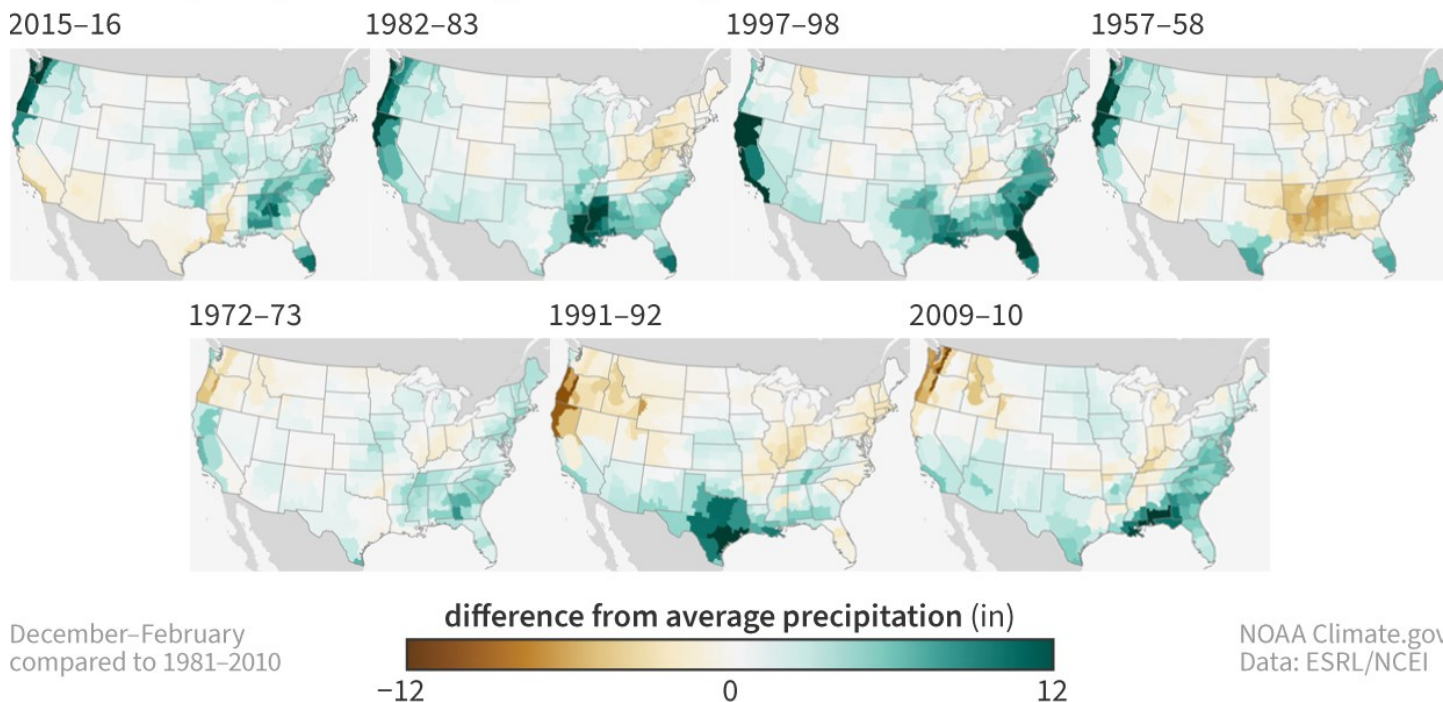 2015–16
1982–83
1997–98
1957–58
1972–73
1991–92
2009–10
difference from average precipitation (in)
−12
0
12
December–February
compared to 1981–2010
NOAA Climate.gov
Data: ESRL/NCEI